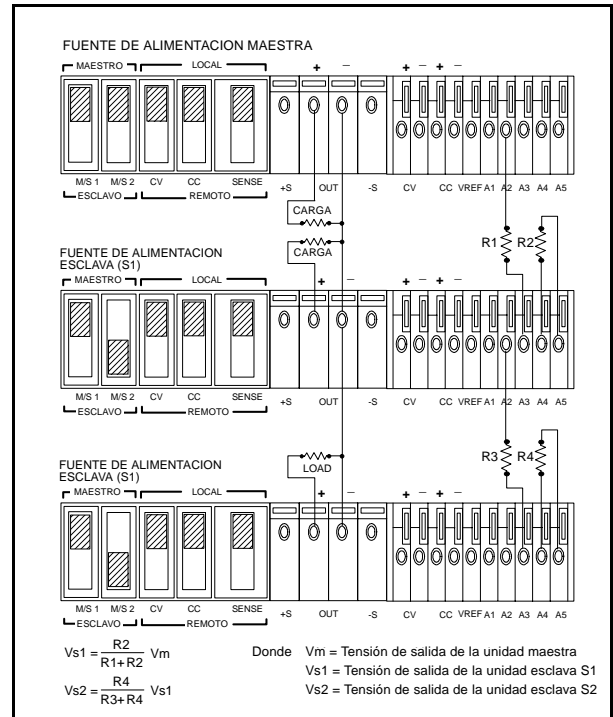 FUENTE DE ALIMENTACION MAESTRA
MAESTRO LOCAL + – + – + –
M/S 1 M/S 2 CV CC SENSE +S OUT -S CV CC VREF A1 A2 A3 A4 A5
ESCLAVO REMOTO
CARGA
CARGA
R1 R2
FUENTE DE ALIMENTACION
ESCLAVA (S1)
MAESTRO LOCAL + – + – + –
M/S 1 M/S 2 CV CC SENSE +S OUT -S CV CC VREF A1 A2 A3 A4 A5
ESCLAVO REMOTO
LOAD
R3 R4
FUENTE DE ALIMENTACION
ESCLAVA (S1)
MAESTRO LOCAL + – + – + –
M/S 1 M/S 2 CV CC SENSE +S OUT -S CV CC VREF A1 A2 A3 A4 A5
ESCLAVO REMOTO
Vs1 = R2 / R1+R2 Vm
Vs2 = R4 / R3+R4 Vs1
Donde Vm = Tensión de salida de la unidad maestra
Vs1 = Tensión de salida de la unidad esclava S1
Vs2 = Tensión de salida de la unidad esclava S2